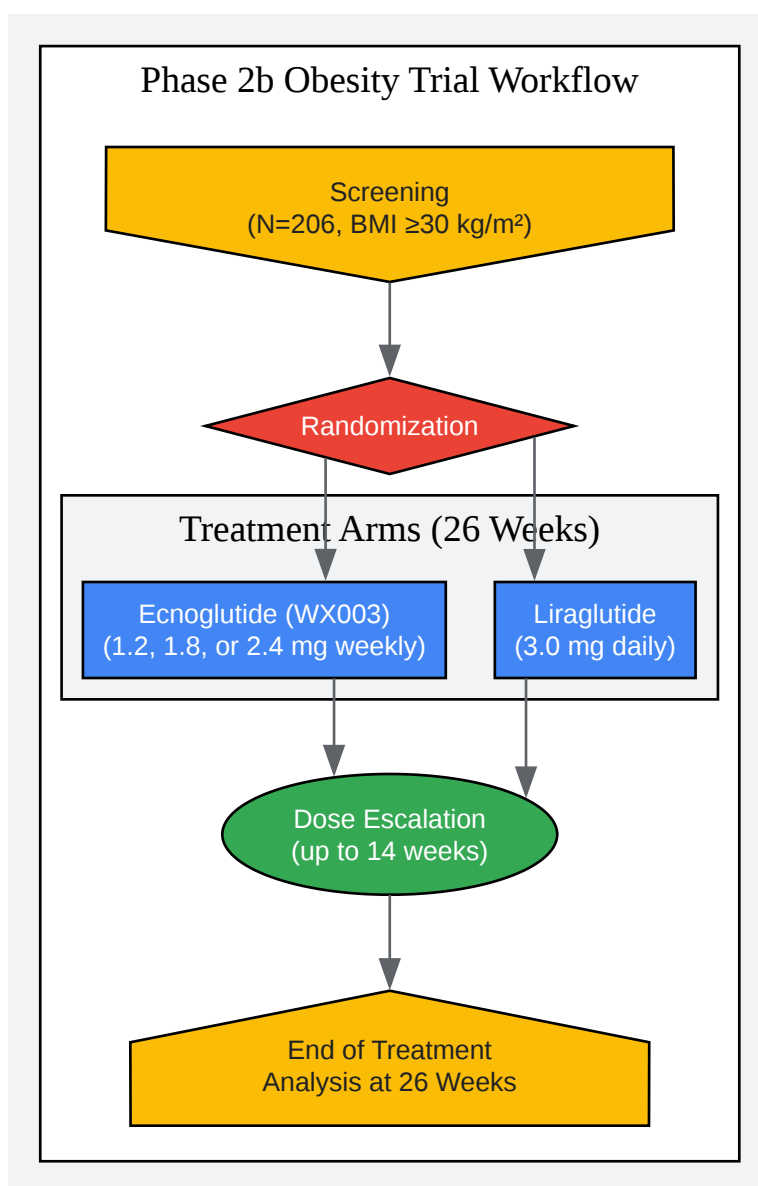 Phase 2b Obesity Trial Workflow
Screening
(N=206, BMI ≥30 kg/m²)
Randomization
Treatment Arms (26 Weeks)
Ecnoglutide (WX003)
(1.2, 1.8, or 2.4 mg weekly)
Liraglutide
(3.0 mg daily)
Dose Escalation
(up to 14 weeks)
End of Treatment
Analysis at 26 Weeks